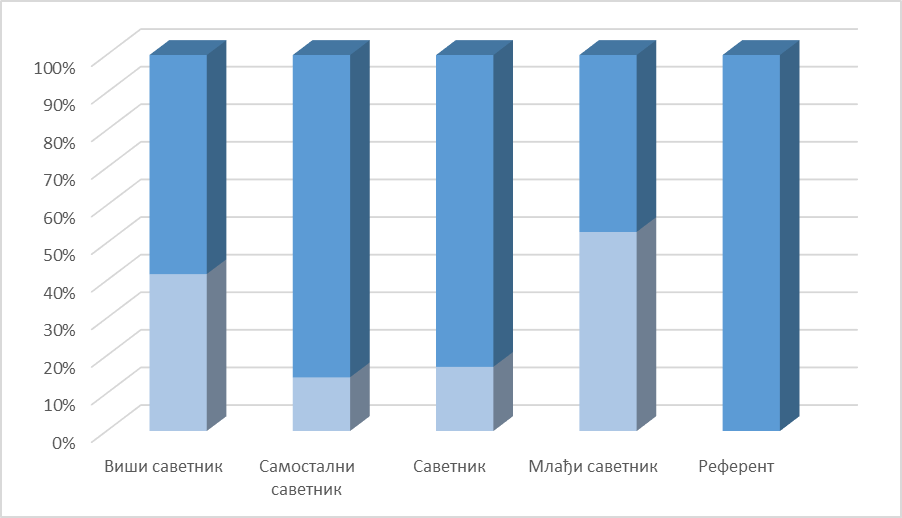 100%
90%
80%
70%
60%
50%
40%
30%
20%
10%
0%
Виши саветник
Самостални
саветник
Саветник
Млађи саветник
Референт